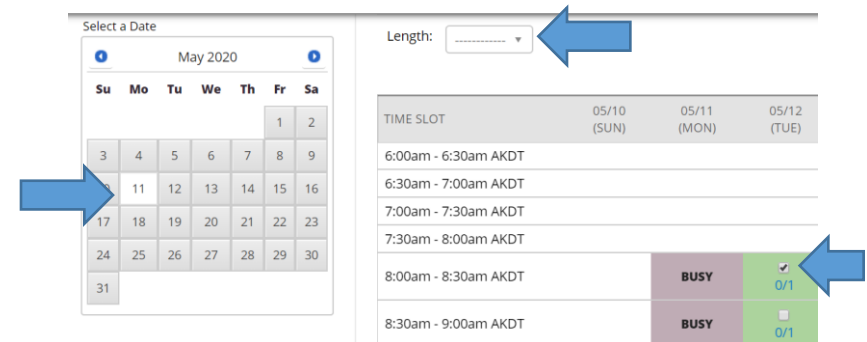 Select a Date
May 2020
Su Mo Tu We Th Fr Sa
1 2
3 4 5 6 7 8 9
11 12 13 14 15 16
17 18 19 20 21 22 23
24 25 26 27 28 29 30
31
Length: ------------
TIME SLOT 05/10 (SUN) 05/11 (MON) 05/12 (TUE)
6:00am - 6:30am AKDT
6:30am - 7:00am AKDT
7:00am - 7:30am AKDT
7:30am - 8:00am AKDT
8:00am - 8:30am AKDT BUSY 0/1
8:30am - 9:00am AKDT BUSY 0/1